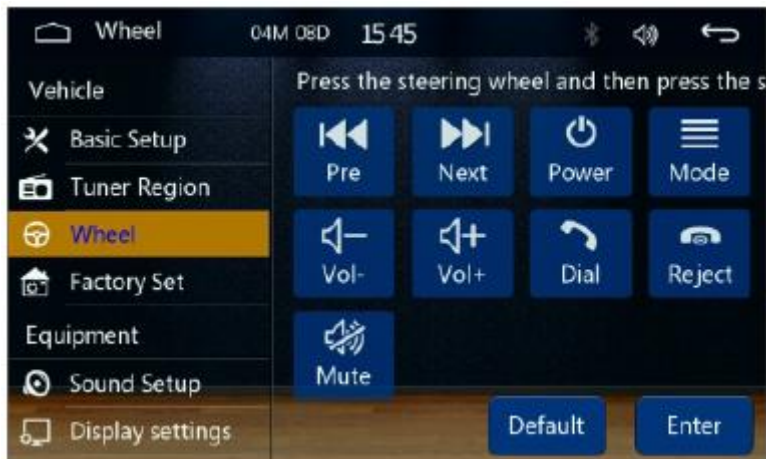 Wheel 04M 08D 15 45
Vehicle
Basic Setup
Tuner Region
Wheel
Factory Set
Equipment
Sound Setup
Display settings
Press the steering wheel and then press the s
Pre Next Power Mode
Vol- Vol+ Dial Reject
Mute
Default Enter